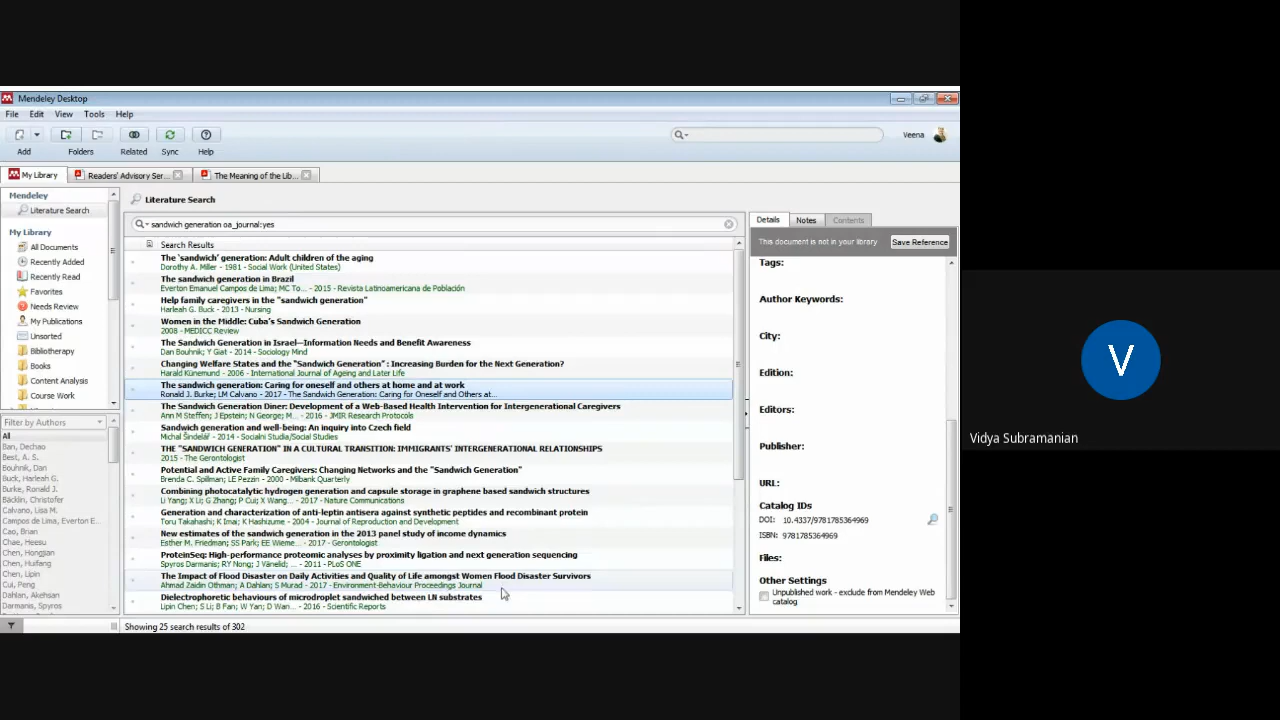 Mendeley Desktop
File Edit View Tools Help
Add Folders Related Sync Help
Veena
My Library
Readers' Advisory Ser...
The Meaning of the Lib...
Mendeley
Literature Search
My Library
All Documents
Recently Added
Recently Read
Favorites
Needs Review
My Publications
Unsorted
Bibliotherapy
Books
Content Analysis
Course Work
Filter by Authors
All
Ban, Dechao
Best, A. S.
Bouhnik, Dan
Buck, Harleah G.
Burke, Ronald J.
Bäcklin, Christofer
Calvano, Lisa M.
Campos de Lima, Everton E...
Cao, Brian
Chae, Heesu
Chen, Hongjian
Chen, Huifang
Chen, Lipin
Cui, Peng
Dahlan, Akehsan
Darmanis, Spyros
Literature Search
sandwich generation oa_journal:yes
Search Results
The 'sandwich' generation: Adult children of the aging
Dorothy A. Miller - 1981 - Social Work (United States)
The sandwich generation in Brazil
Everton Emanuel Campos de Lima; MC To... - 2015 - Revista Latinoamericana de Población
Help family caregivers in the "sandwich generation"
Harleah G. Buck - 2013 - Nursing
Women in the Middle: Cuba's Sandwich Generation
2008 - MEDICC Review
The Sandwich Generation in Israel—Information Needs and Benefit Awareness
Dan Bouhnik; Y Giat - 2014 - Sociology Mind
Changing Welfare States and the "Sandwich Generation" : Increasing Burden for the Next Generation?
Harald Künemund - 2006 - International Journal of Ageing and Later Life
The sandwich generation: Caring for oneself and others at home and at work
Ronald J. Burke; LM Calvano - 2017 - The Sandwich Generation: Caring for Oneself and Others at...
The Sandwich Generation Diner: Development of a Web-Based Health Intervention for Intergenerational Caregivers
Ann M Steffen; J Epstein; N George; M... - 2016 - JMIR Research Protocols
Sandwich generation and well-being: An inquiry into Czech field
Michal Šindelář - 2014 - Socialni Studia/Social Studies
THE "SANDWICH GENERATION" IN A CULTURAL TRANSITION: IMMIGRANTS' INTERGENERATIONAL RELATIONSHIPS
2015 - The Gerontologist
Potential and Active Family Caregivers: Changing Networks and the "Sandwich Generation"
Brenda C. Spillman; LE Pezzin - 2000 - Milbank Quarterly
Combining photocatalytic hydrogen generation and capsule storage in graphene based sandwich structures
Li Yang; X Li; G Zhang; P Cui; X Wang... - 2017 - Nature Communications
Generation and characterization of anti-leptin antisera against synthetic peptides and recombinant protein
Toru Takahashi; K Imai; K Hashizume - 2004 - Journal of Reproduction and Development
New estimates of the sandwich generation in the 2013 panel study of income dynamics
Esther M. Friedman; SS Park; EE Wieme... - 2017 - Gerontologist
ProteinSeq: High-performance proteomic analyses by proximity ligation and next generation sequencing
Spyros Darmanis; RY Nong; J Vänelid; ... - 2011 - PLoS ONE
The Impact of Flood Disaster on Daily Activities and Quality of Life amongst Women Flood Disaster Survivors
Ahmad Zaidin Othman; A Dahlan; S Murad - 2017 - Environment-Behaviour Proceedings Journal
Dielectrophoretic behaviours of microdroplet sandwiched between LN substrates
Lipin Chen; S Li; B Fan; W Yan; D Wan... - 2016 - Scientific Reports
Showing 25 search results of 302
Details Notes Contents
This document is not in your library
Save Reference
Tags:
Author Keywords:
City:
Edition:
Editors:
Publisher:
URL:
Catalog IDs
DOI: 10.4337/9781785364969
ISBN: 9781785364969
Files:
Other Settings
Unpublished work - exclude from Mendeley Web
catalog
V
Vidya Subramanian